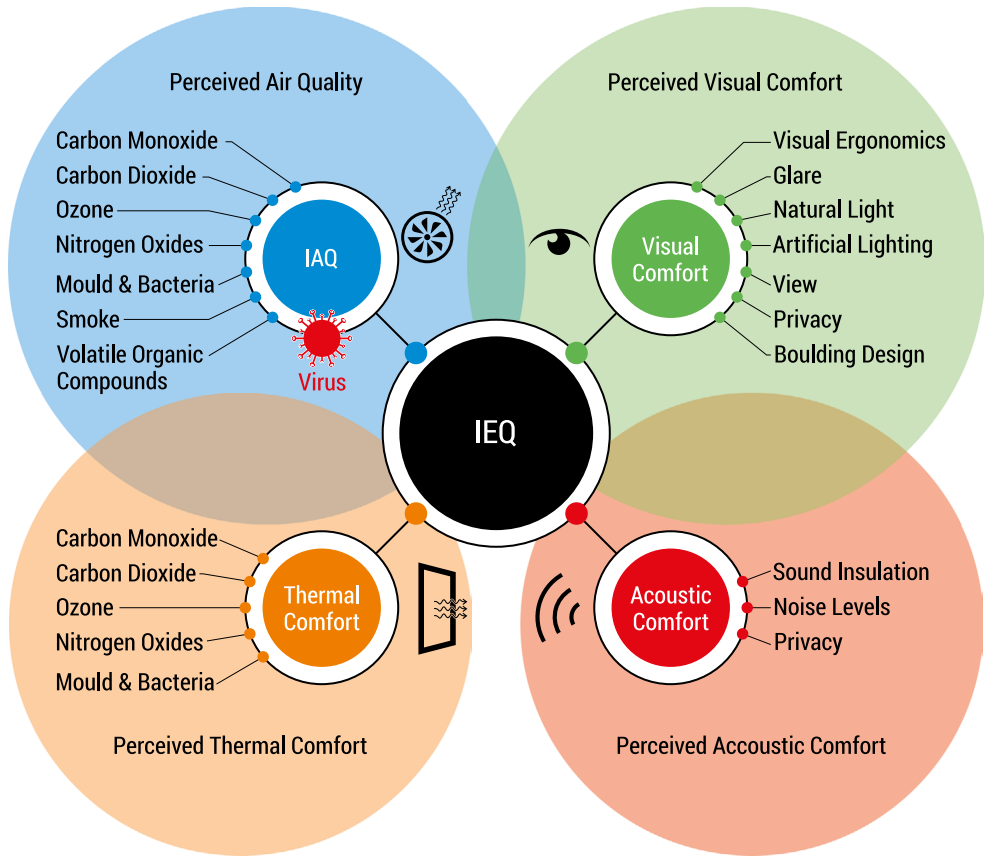 Perceived Air Quality
Carbon Monoxide
Carbon Dioxide
Ozone
Nitrogen Oxides
Mould & Bacteria
Smoke
Volatile Organic
Compounds
IAQ
Virus
Perceived Visual Comfort
Visual Ergonomics
Glare
Natural Light
Artificial Lighting
View
Privacy
Boulding Design
Visual
Comfort
IEQ
Carbon Monoxide
Carbon Dioxide
Ozone
Nitrogen Oxides
Mould & Bacteria
Thermal
Comfort
Perceived Thermal Comfort
Acoustic
Comfort
Sound Insulation
Noise Levels
Privacy
Perceived Accoustic Comfort